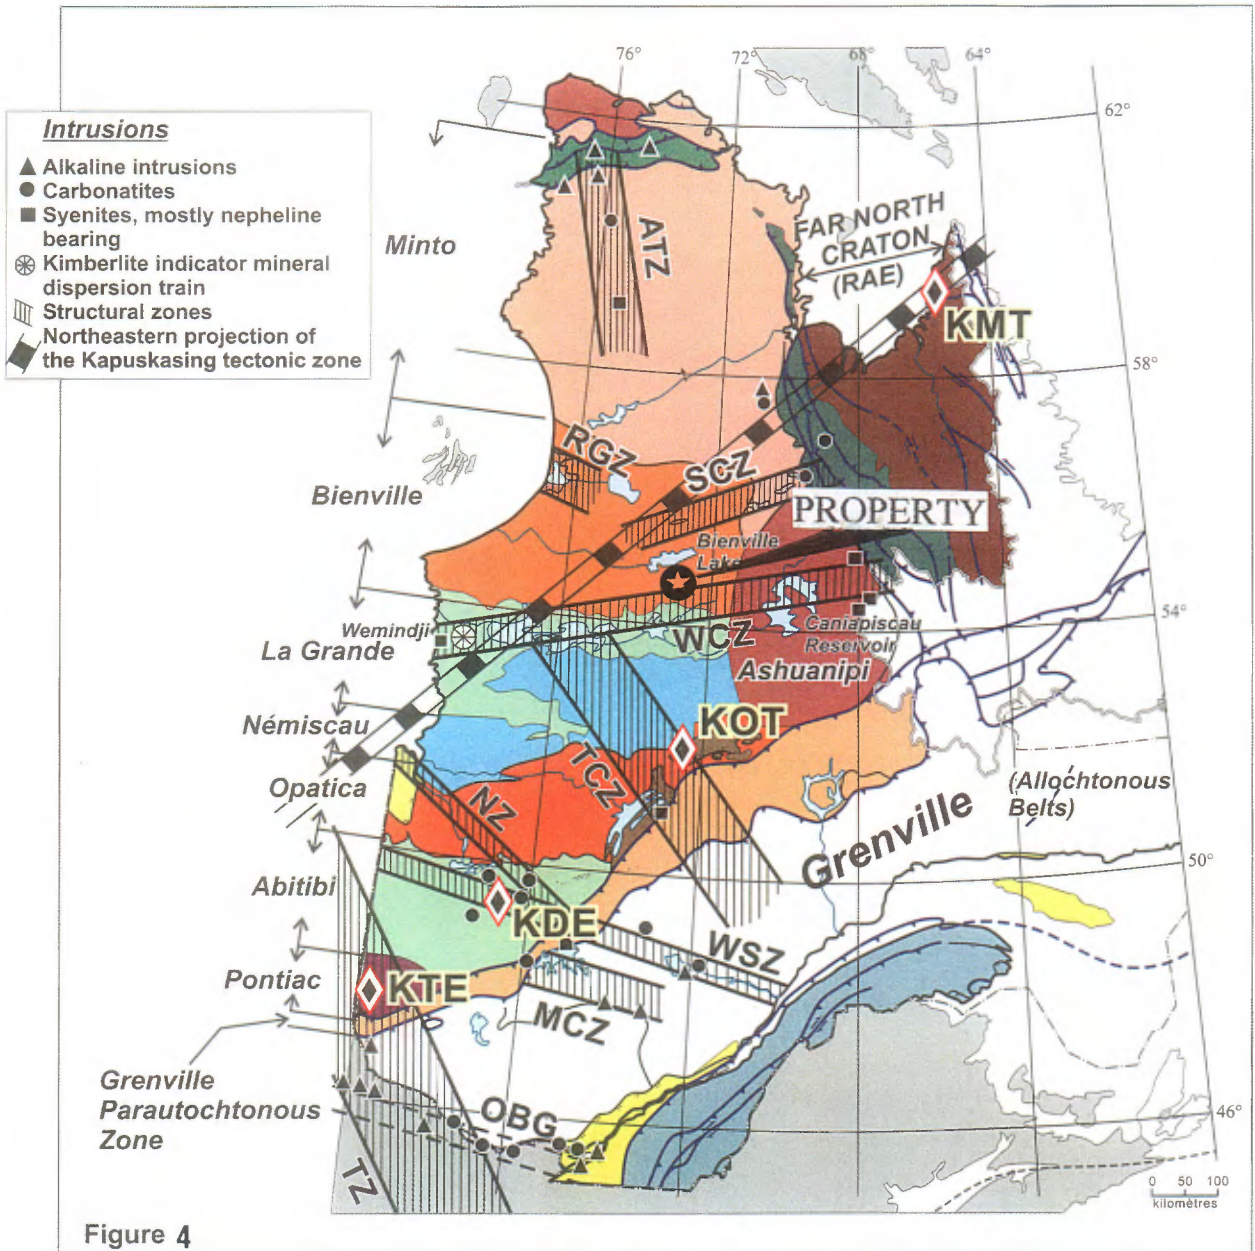 76°
72°
68°
64°
62°
Intrusions
Alkaline intrusions
Carbonatites
Syenites, mostly nepheline
bearing
Kimberlite indicator mineral
dispersion train
Structural zones
Northeastern projection of
the Kapuskasing tectonic zone
Minto
ATZ
FAR NORTH
CRATON
(RAE)
KMT
58°
RGZ
SCZ
Bienville
PROPERTY
Bienville
Lake
54°
Wemindji
La Grande
WCZ
Caniapiscau
Reservoir
Ashuanipi
Némiscau
KOT
Opatica
TCZ
NZ
(Allochtonous
Belts)
Grenville
50°
Abitibi
KDE
WSZ
Pontiac
KTE
MCZ
Grenville
Parautochtonous
Zone
OBG
46°
TZ
0 50 100
kilomètres
Figure 4